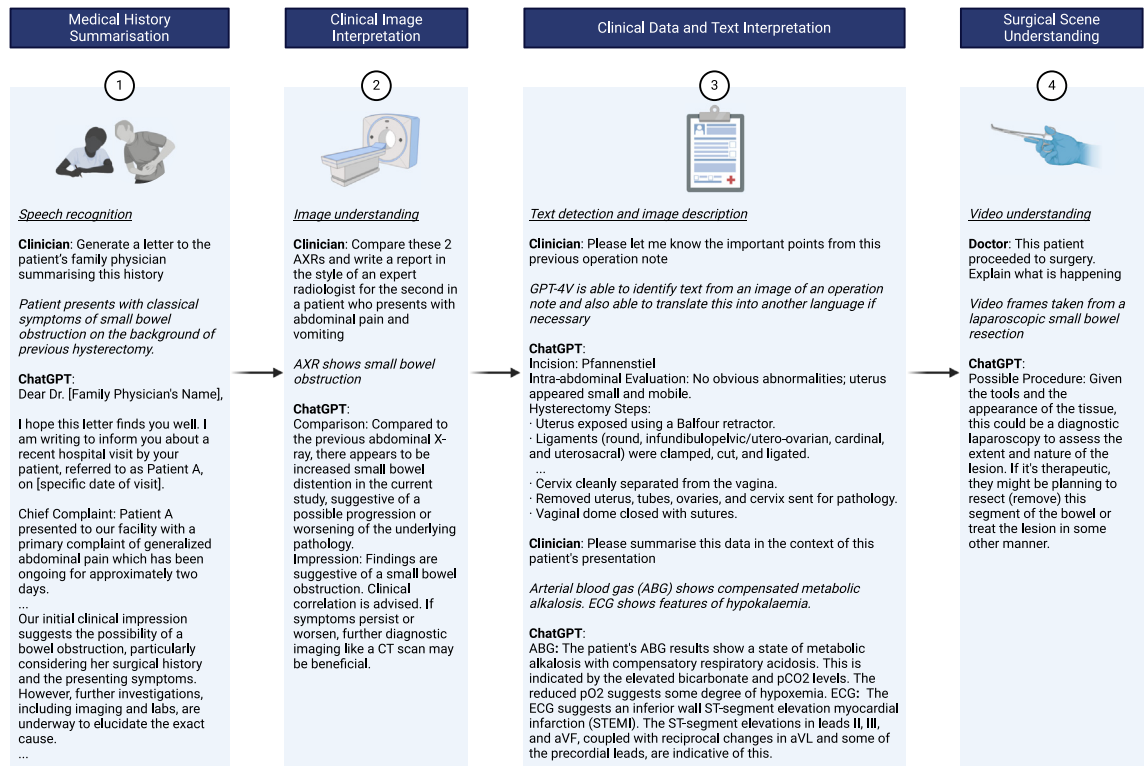 Medical History
Summarisation
1
Speech recognition
Clinician: Generate a letter to the
patient's family physician
summarising this history
Patient presents with classical
symptoms of small bowel
obstruction on the background of
previous hysterectomy.
ChatGPT:
Dear Dr. [Family Physician's Name],
I hope this letter finds you well. I
am writing to inform you about a
recent hospital visit by your
patient, referred to as Patient A,
on [specific date of visit].
Chief Complaint: Patient A
presented to our facility with a
primary complaint of generalized
abdominal pain which has been
ongoing for approximately two
days.
...
Our initial clinical impression
suggests the possibility of a
bowel obstruction, particularly
considering her surgical history
and the presenting symptoms.
However, further investigations,
including imaging and labs, are
underway to elucidate the exact
cause.
...
Clinical Image
Interpretation
2
Image understanding
Clinician: Compare these 2
AXRs and write a report in
the style of an expert
radiologist for the second in
a patient who presents with
abdominal pain and
vomiting
AXR shows small bowel
obstruction
ChatGPT:
Comparison: Compared to
the previous abdominal X-
ray, there appears to be
increased small bowel
distention in the current
study, suggestive of a
possible progression or
worsening of the underlying
pathology.
Impression: Findings are
suggestive of a small bowel
obstruction. Clinical
correlation is advised. If
symptoms persist or
worsen, further diagnostic
imaging like a CT scan may
be beneficial.
Clinical Data and Text Interpretation
3
Text detection and image description
Clinician: Please let me know the important points from this
previous operation note
GPT-4V is able to identify text from an image of an operation
note and also able to translate this into another language if
necessary
ChatGPT:
Incision: Pfannenstiel
Intra-abdominal Evaluation: No obvious abnormalities; uterus
appeared small and mobile.
Hysterectomy Steps:
· Uterus exposed using a Balfour retractor.
· Ligaments (round, infundibulopelvic/utero-ovarian, cardinal,
and uterosacral) were clamped, cut, and ligated.
...
· Cervix cleanly separated from the vagina.
· Removed uterus, tubes, ovaries, and cervix sent for pathology.
· Vaginal dome closed with sutures.
Clinician: Please summarise this data in the context of this
patient's presentation
Arterial blood gas (ABG) shows compensated metabolic
alkalosis. ECG shows features of hypokalaemia.
ChatGPT:
ABG: The patient's ABG results show a state of metabolic
alkalosis with compensatory respiratory acidosis. This is
indicated by the elevated bicarbonate and pCO2 levels. The
reduced pO2 suggests some degree of hypoxemia. ECG: The
ECG suggests an inferior wall ST-segment elevation myocardial
infarction (STEMI). The ST-segment elevations in leads II, III,
and aVF, coupled with reciprocal changes in aVL and some of
the precordial leads, are indicative of this.
Surgical Scene
Understanding
4
Video understanding
Doctor: This patient
proceeded to surgery.
Explain what is happening
Video frames taken from a
laparoscopic small bowel
resection
ChatGPT:
Possible Procedure: Given
the tools and the
appearance of the tissue,
this could be a diagnostic
laparoscopy to assess the
extent and nature of the
lesion. If it's therapeutic,
they might be planning to
resect (remove) this
segment of the bowel or
treat the lesion in some
other manner.